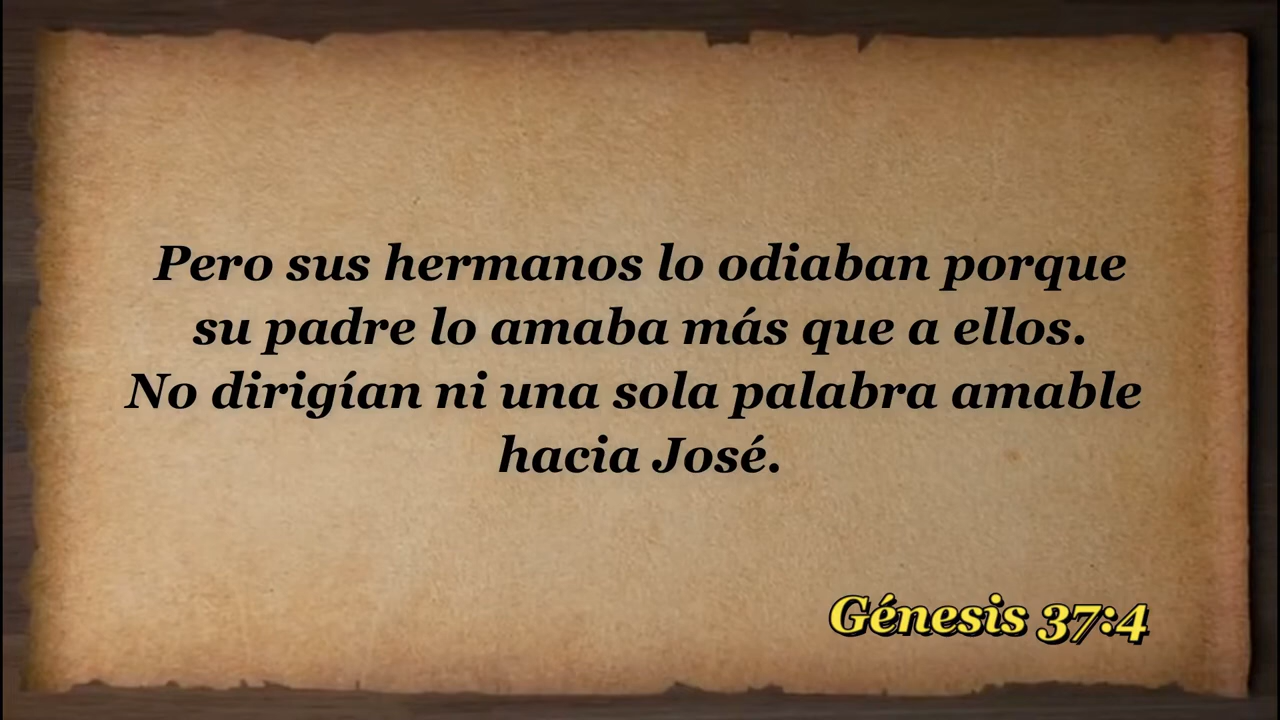 Pero sus hermanos lo odiaban porque
su padre lo amaba más que a ellos.
No dirigían ni una sola palabra amable
hacia José.
Génesis 37:4